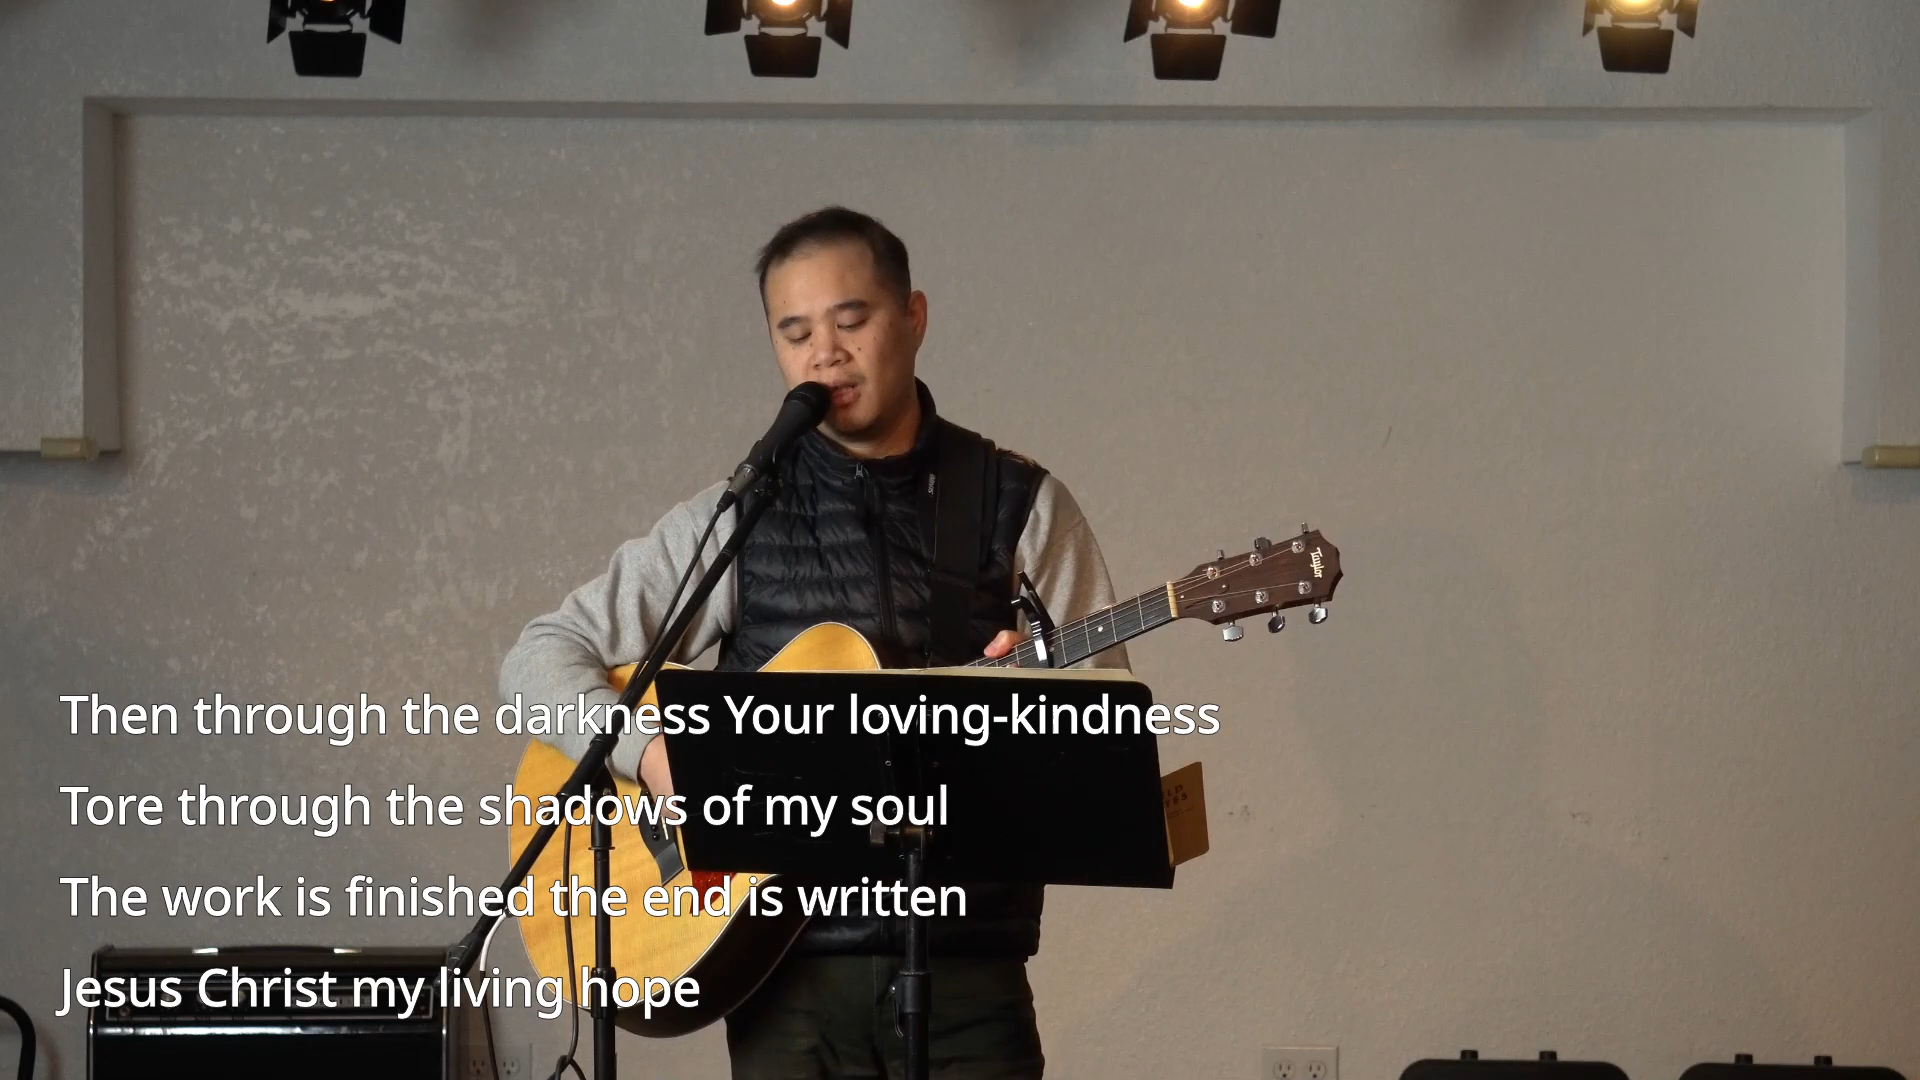 Taylor
Then through the darkness Your loving-kindness
Tore through the shadows of my soul
The work is finished the end is written
Jesus Christ my living hope